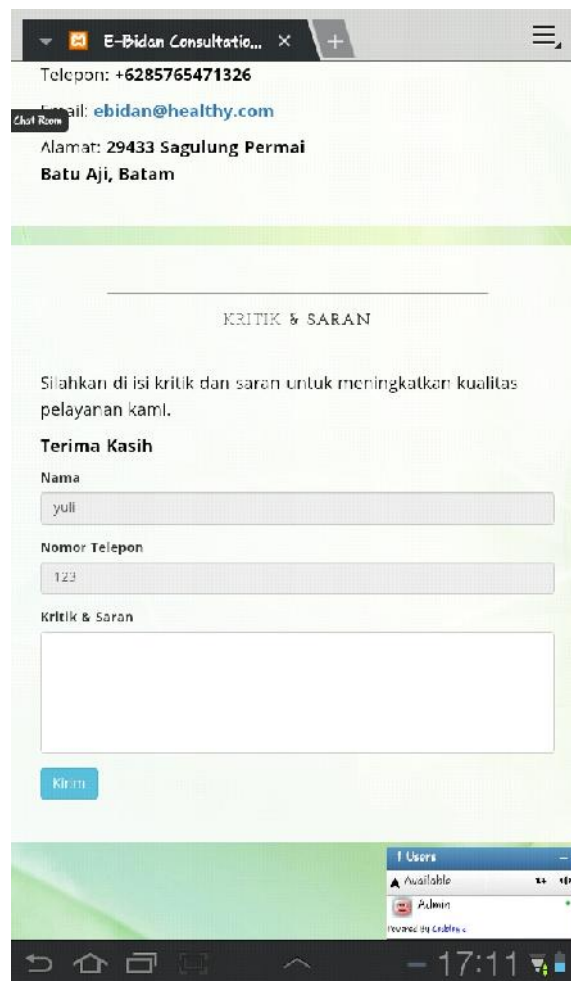 E-Bidan Consultatio...
Telepon: +6285765471326
Chat Room
ail: ebidan@healthy.com
Alamat: 29433 Sagulung Permai
Batu Aji, Batam
KRITIK & SARAN
Silahkan di isi kritik dan saran untuk meningkatkan kualitas
pelayanan kami.
Terima Kasih
Nama
yuli
Nomor Telepon
123
Kritik & Saran
Kirim
1 Users
Available
Admin
Powered By
17:11